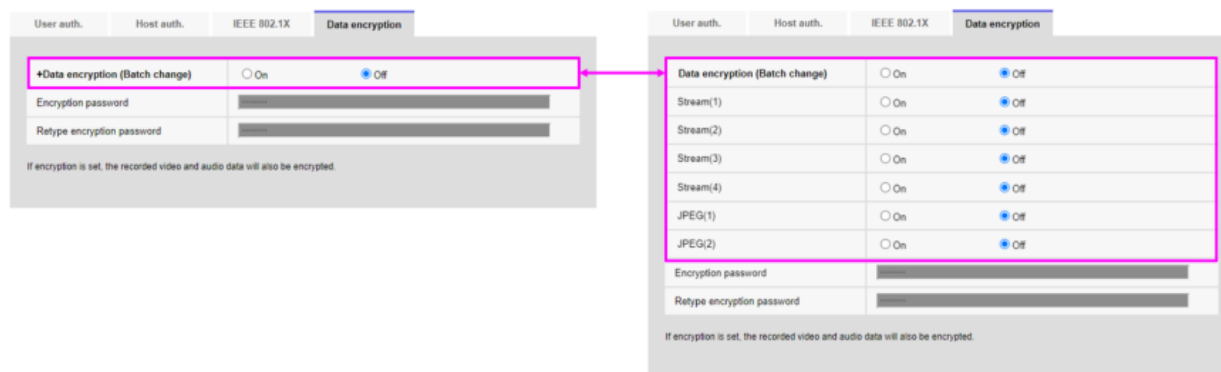 User auth. Host auth. IEEE 802.1X Data encryption
+Data encryption (Batch change) On Off
Encryption password
Retype encryption password
If encryption is set, the recorded video and audio data will also be encrypted.
User auth. Host auth. IEEE 802.1X Data encryption
Data encryption (Batch change) On Off
Stream(1) On Off
Stream(2) On Off
Stream(3) On Off
Stream(4) On Off
JPEG(1) On Off
JPEG(2) On Off
Encryption password
Retype encryption password
If encryption is set, the recorded video and audio data will also be encrypted.